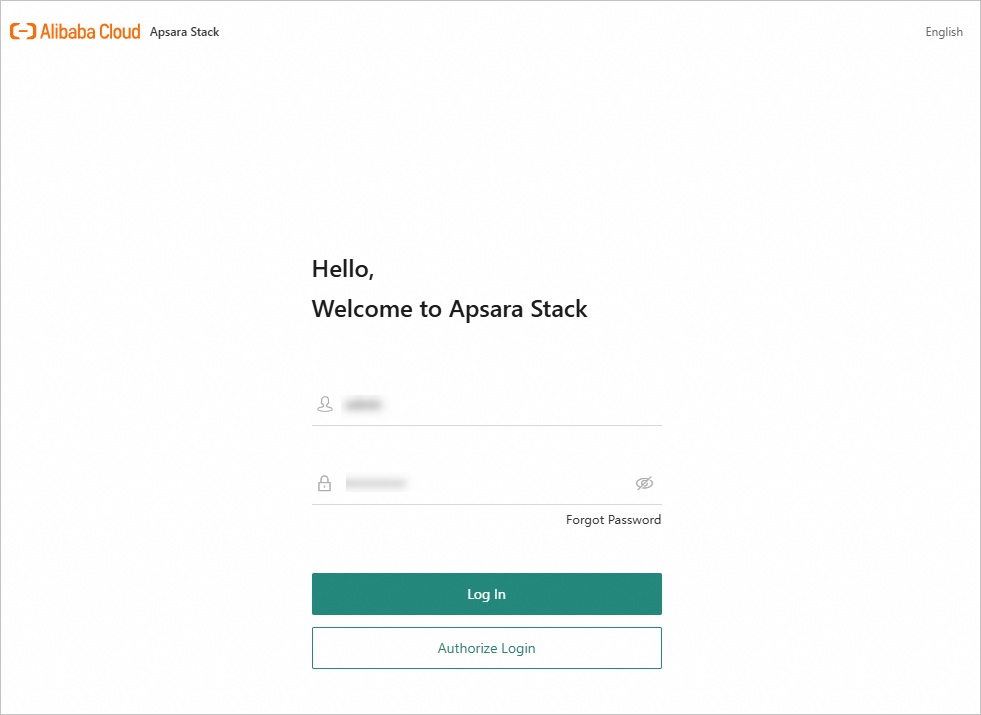 Alibaba Cloud Apsara Stack English
Hello,
Welcome to Apsara Stack
Forgot Password
Log In
Authorize Login